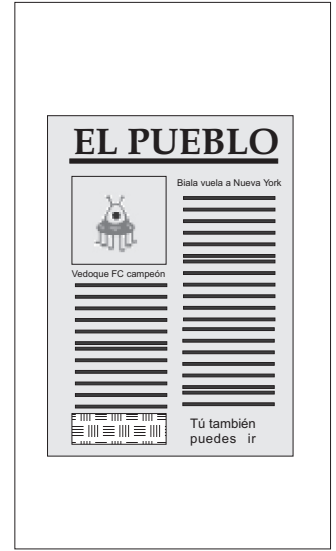 EL PUEBLO
Biala vuela a Nueva York
Vedoque FC campeón
Tú también
puedes ir